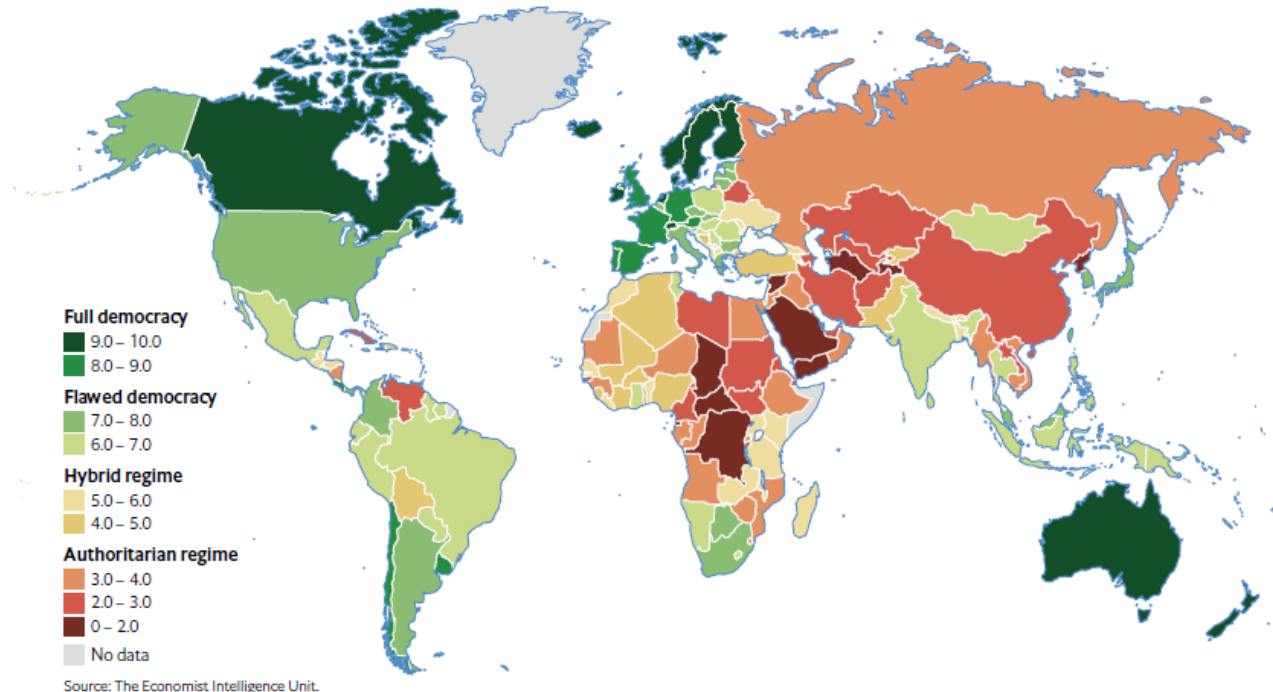 Full democracy
9.0 – 10.0
8.0 – 9.0
Flawed democracy
7.0 – 8.0
6.0 – 7.0
Hybrid regime
5.0 – 6.0
4.0 – 5.0
Authoritarian regime
3.0 – 4.0
2.0 – 3.0
0 – 2.0
No data
Source: The Economist Intelligence Unit.